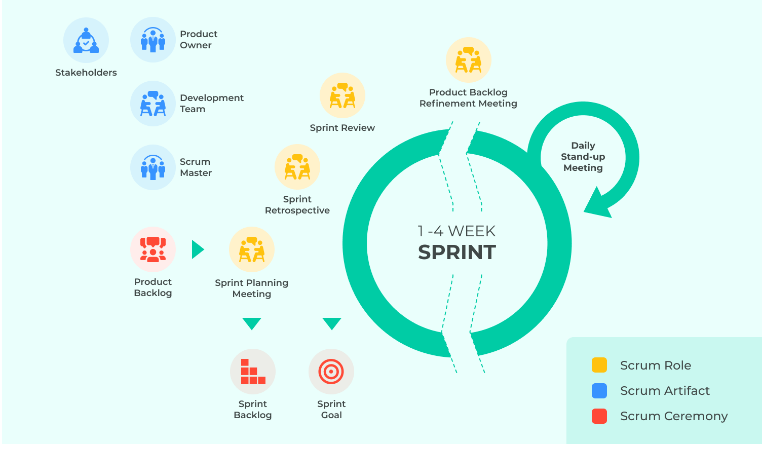 Product
Owner
Stakeholders
Development
Team
Scrum
Master
Product Backlog
Refinement Meeting
Sprint Review
Daily
Stand-up
Meeting
Sprint
Retrospective
1 -4 WEEK
SPRINT
Product
Backlog
Sprint Planning
Meeting
Sprint
Backlog
Sprint
Goal
Scrum Role
Scrum Artifact
Scrum Ceremony